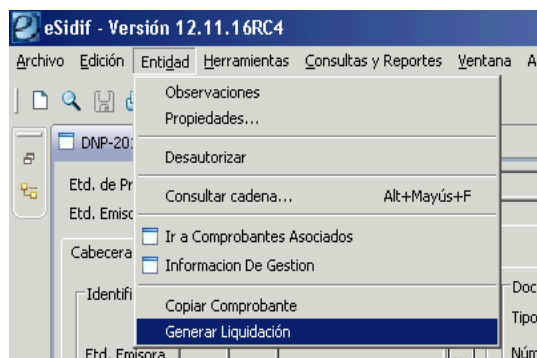 eSidif - Versión 12.11.16RC4
Archivo Edición Entidad Herramientas Consultas y Reportes Ventana A
Observaciones
Propiedades...
DNP-201
Desautorizar
Etd. de Pr
Consultar cadena... Alt+Mayús+F
Etd. Emiso
Ir a Comprobantes Asociados
Cabecera
Informacion De Gestion
Identifi
Doc
Copiar Comprobante
Tipo
Generar Liquidación
Etd. Emisora
Núm